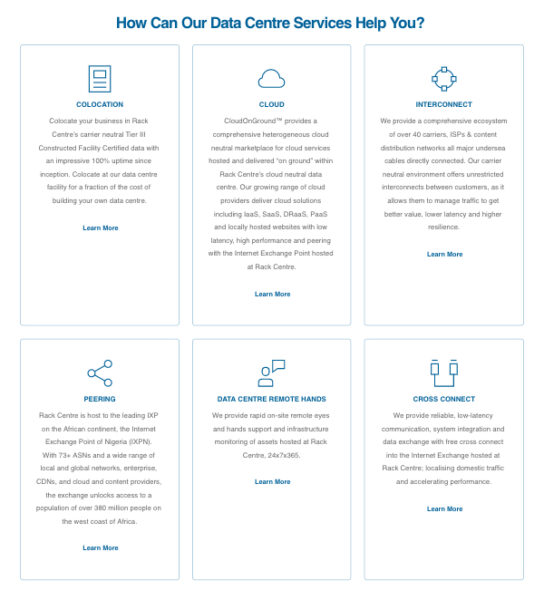 How Can Our Data Centre Services Help You?
COLOCATION
Colocate your business in Rack
Centre's carrier neutral Tier III
Constructed Facility Certified data with
an impressive 100% uptime since
inception. Colocate at our data centre
facility for a fraction of the cost of
building your own data centre.
Learn More
CLOUD
CloudOnGround™ provides a
comprehensive heterogeneous cloud
neutral marketplace for cloud services
hosted and delivered "on ground" within
Rack Centre's cloud neutral data
centre. Our growing range of cloud
providers deliver cloud solutions
including IaaS, SaaS, DRaaS, PaaS
and locally hosted websites with low
latency, high performance and peering
with the Internet Exchange Point hosted
at Rack Centre.
Learn More
INTERCONNECT
We provide a comprehensive ecosystem
of over 40 carriers, ISPs & content
distribution networks all major undersea
cables directly connected. Our carrier
neutral environment offers unrestricted
interconnects between customers, as it
allows them to manage traffic to get
better value, lower latency and higher
resilience.
Learn More
PEERING
Rack Centre is host to the leading IXP
on the African continent, the Internet
Exchange Point of Nigeria (IXPN).
With 73+ ASNs and a wide range of
local and global networks, enterprise,
CDNs, and cloud and content providers,
the exchange unlocks access to a
population of over 380 million people on
the west coast of Africa.
Learn More
DATA CENTRE REMOTE HANDS
We provide rapid on-site remote eyes
and hands support and infrastructure
monitoring of assets hosted at Rack
Centre, 24x7x365.
Learn More
CROSS CONNECT
We provide reliable, low-latency
communication, system integration and
data exchange with free cross connect
into the Internet Exchange hosted at
Rack Centre; localising domestic traffic
and accelerating performance.
Learn More